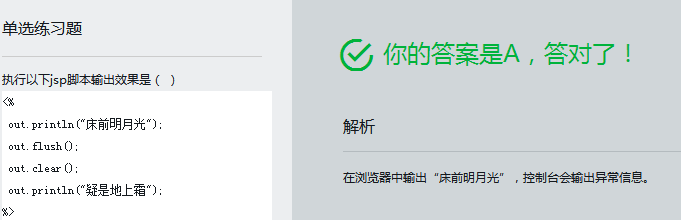 单选练习题
执行以下jsp脚本输出效果是（ ）
<%
out.println("床前明月光");
out.flush();
out.clear();
out.println("疑是地上霜");
%>
你的答案是A，答对了！
解析
在浏览器中输出“床前明月光”，控制台会输出异常信息。